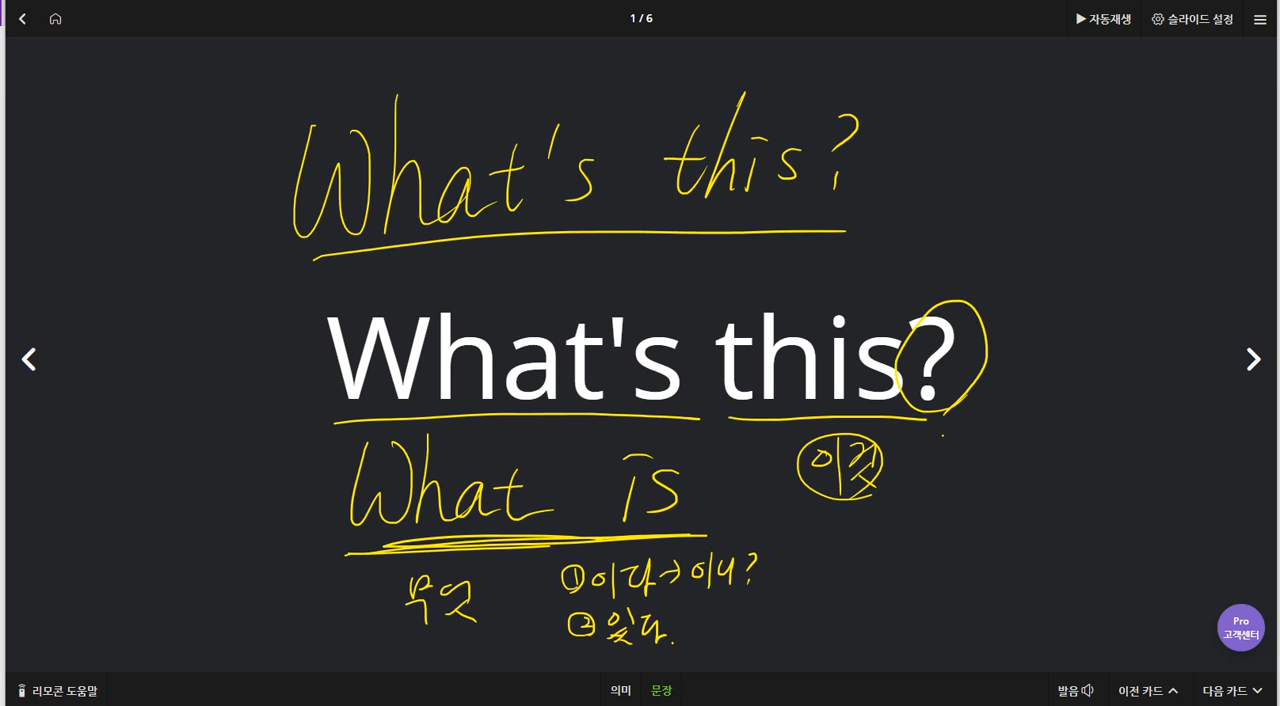 1 / 6
▶ 자동재생
슬라이드 설정
What's this?
What's this?
What is
이것
무엇
①이다→이니?
②있다.
Pro
고객센터
리모콘 도움말
의미
문장
발음
이전 카드
다음 카드